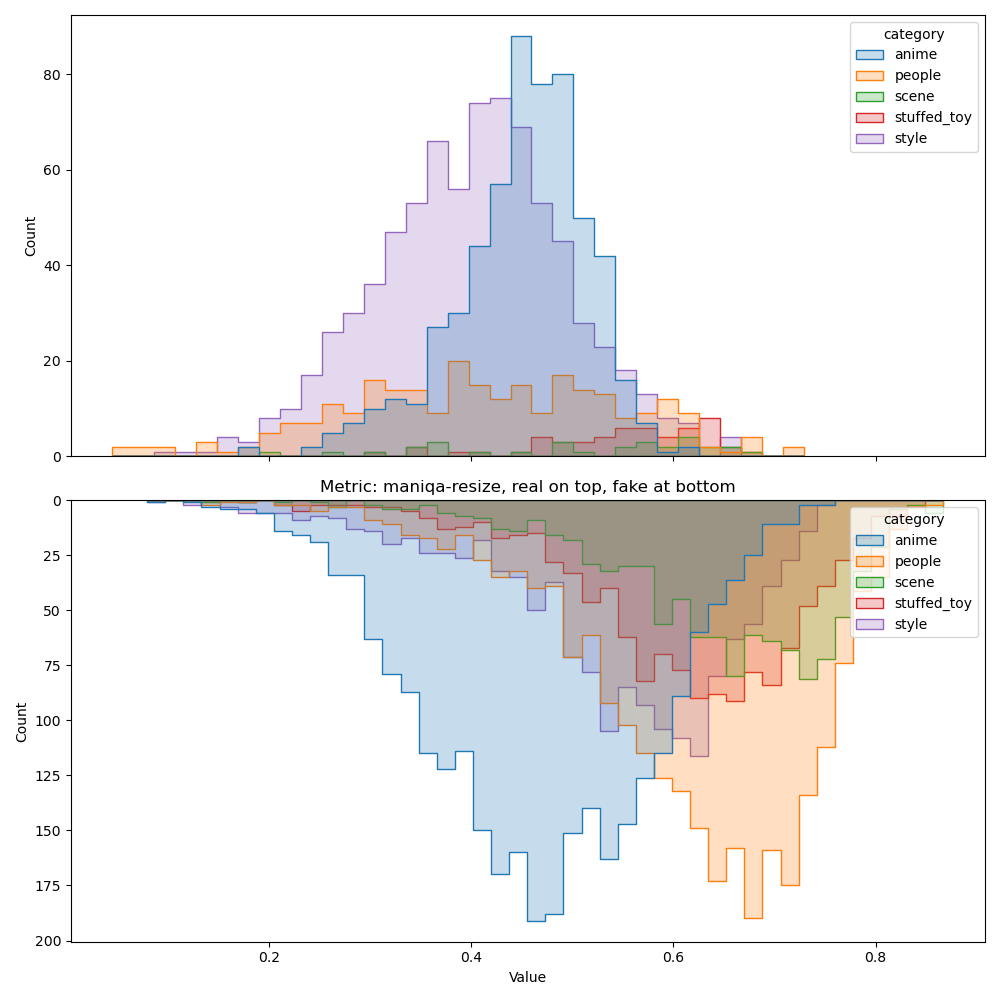 category
anime
people
scene
stuffed_toy
style
80
60
40
20
0
Count
Metric: maniqa-resize, real on top, fake at bottom
category
anime
people
scene
stuffed_toy
style
0
25
50
75
100
125
150
175
200
Count
0.2 0.4 0.6 0.8
Value